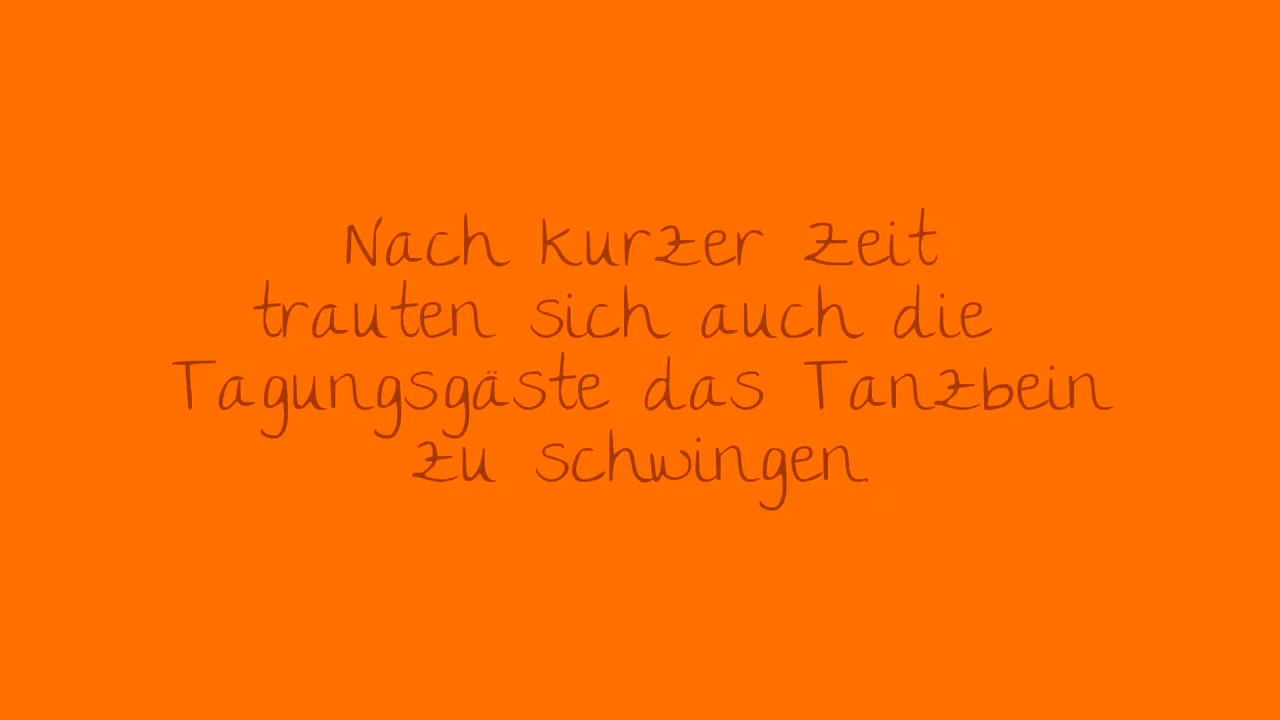 Nach kurzer Zeit
trauten sich auch die
Tagungsgäste das Tanzbein
zu schwingen.